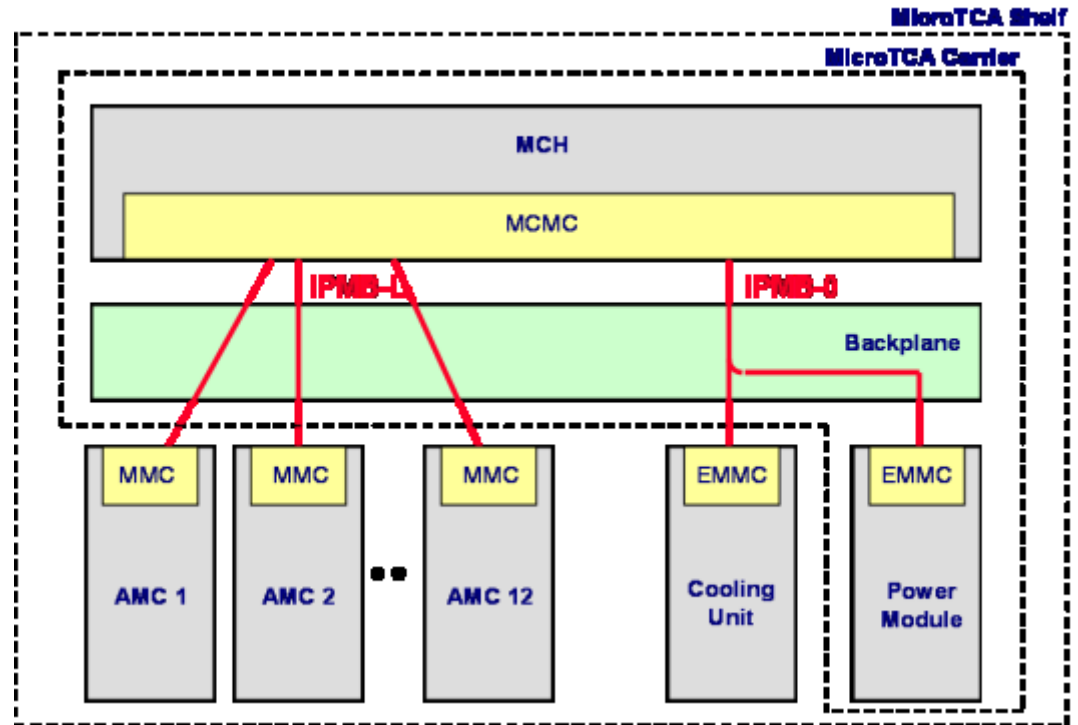 MicroTCA Shelf
MicroTCA Carrier
MCH
MCMC
IPMB-L
IPMB-0
Backplane
MMC
MMC
MMC
EMMC
EMMC
AMC 1
AMC 2
AMC 12
Cooling
Unit
Power
Module